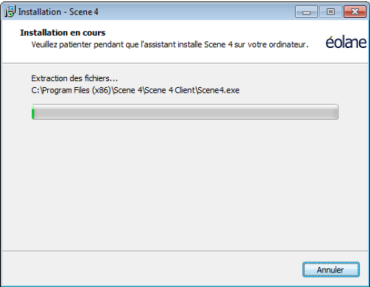 Installation - Scene 4
Installation en cours
Veuillez patienter pendant que l'assistant installe Scene 4 sur votre ordinateur.
éolane
Extraction des fichiers...
C:\Program Files (x86)\Scene 4\Scene 4 Client\Scene4.exe
Annuler